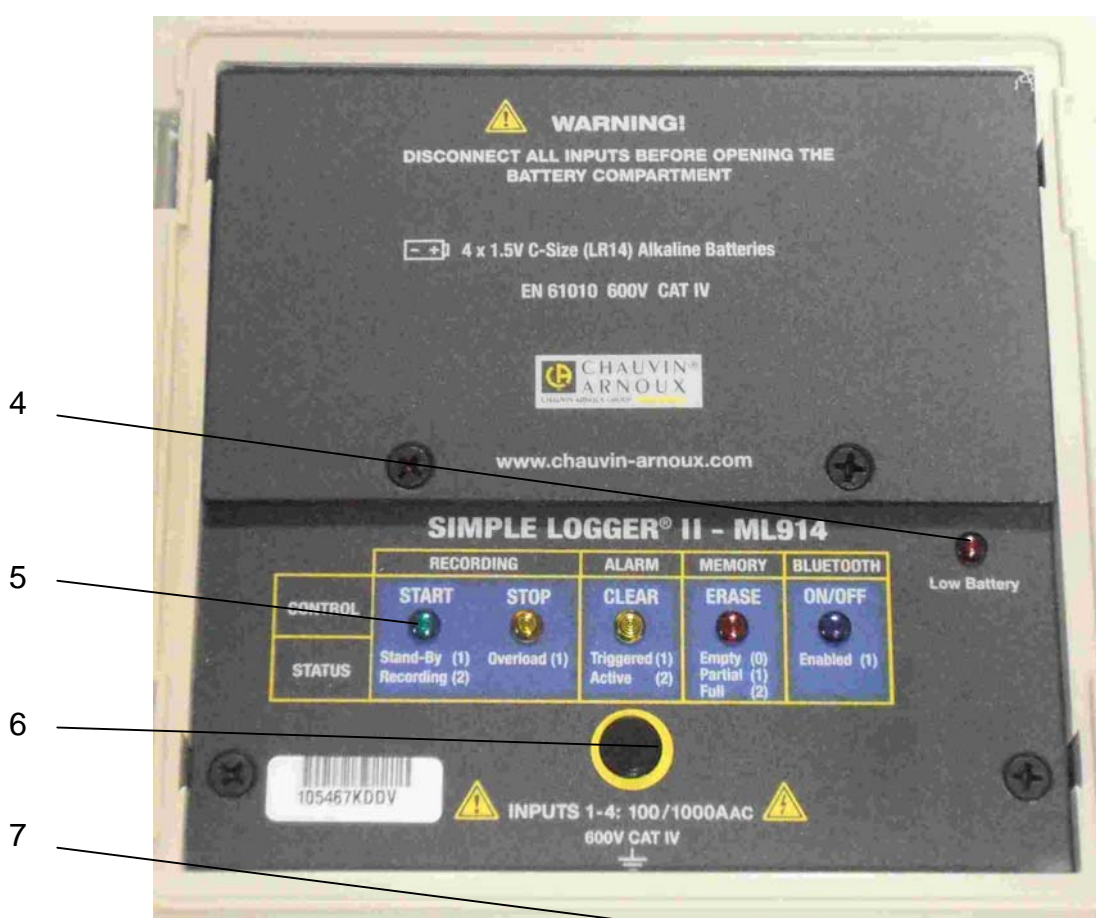 WARNING!
DISCONNECT ALL INPUTS BEFORE OPENING THE
BATTERY COMPARTMENT
- + 4 x 1.5V C-Size (LR14) Alkaline Batteries
EN 61010 600V CAT IV
CHAUVIN®
ARNOUX
CHAUVIN ARNOUX GROUP
4
www.chauvin-arnoux.com
SIMPLE LOGGER® II - ML914
Low Battery
RECORDING ALARM MEMORY BLUETOOTH
5
CONTROL START STOP CLEAR ERASE ON/OFF
STATUS
Stand-By (1) Overload (1) Triggered (1) Empty (0) Enabled (1)
Recording (2) Active (2) Partial (1)
Full (2)
6
105467KDDV
INPUTS 1-4: 100/1000AAC
600V CAT IV
7